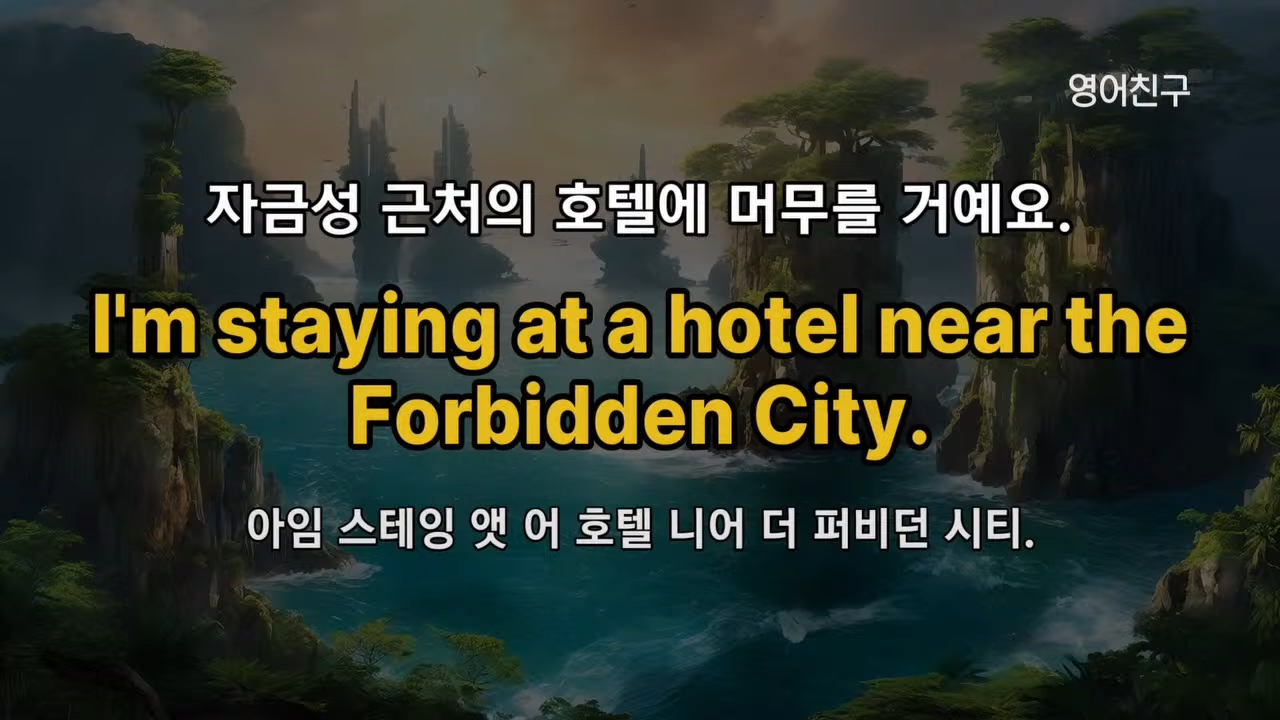 영어친구
자금성 근처의 호텔에 머무를 거예요.
I'm staying at a hotel near the
Forbidden City.
아임 스테잉 앳 어 호텔 니어 더 퍼비던 시티.